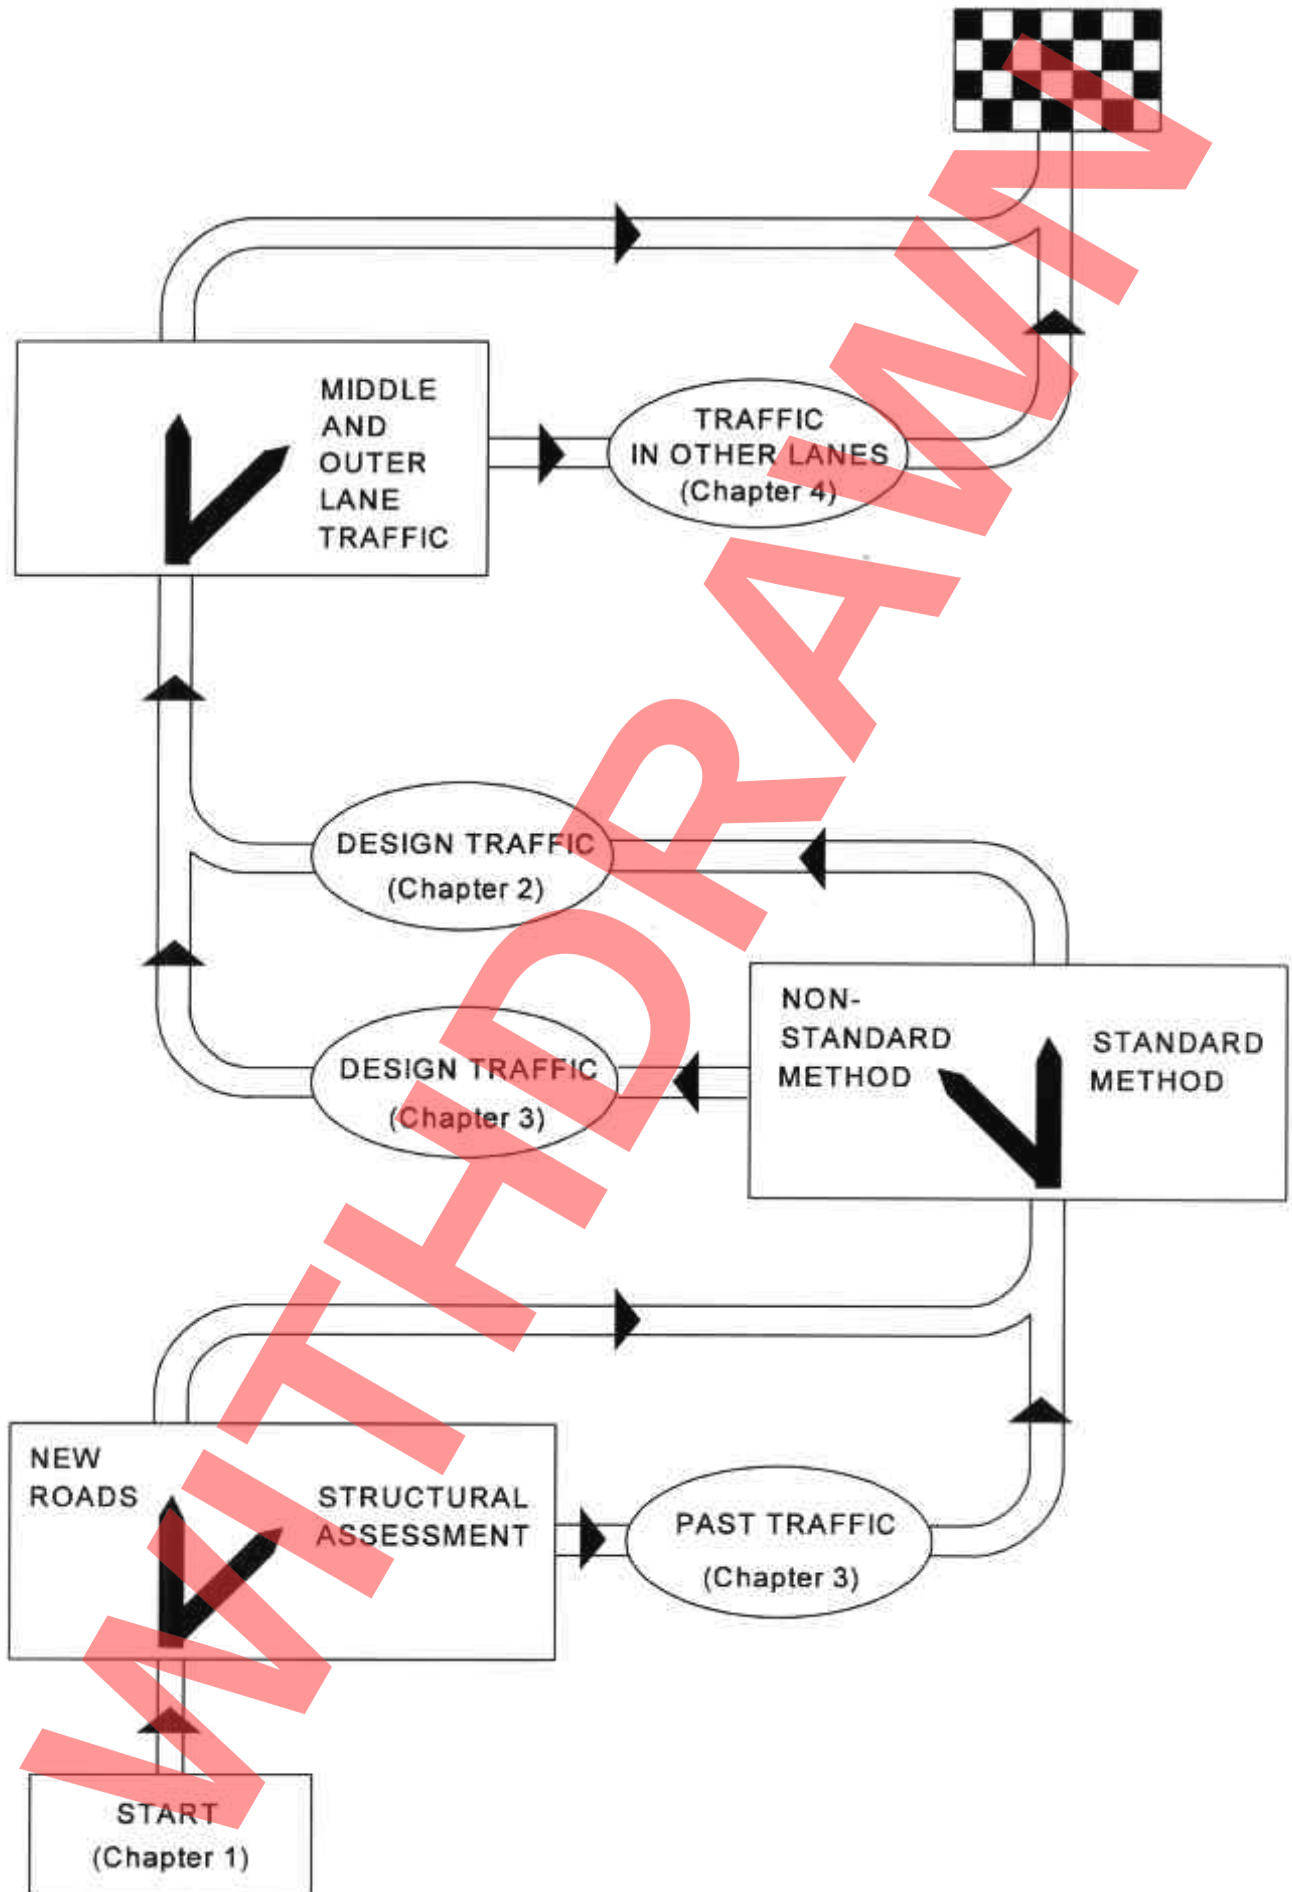 MIDDLE
AND
OUTER
LANE
TRAFFIC
TRAFFIC
IN OTHER LANES
(Chapter 4)
DESIGN TRAFFIC
(Chapter 2)
NON-
STANDARD
METHOD
STANDARD
METHOD
DESIGN TRAFFIC
(Chapter 3)
NEW
ROADS
STRUCTURAL
ASSESSMENT
PAST TRAFFIC
(Chapter 3)
START
(Chapter 1)
WITHDRAWN